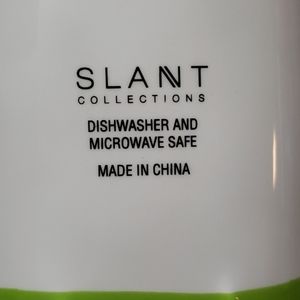 SLANT
COLLECTIONS
DISHWASHER AND
MICROWAVE SAFE
MADE IN CHINA